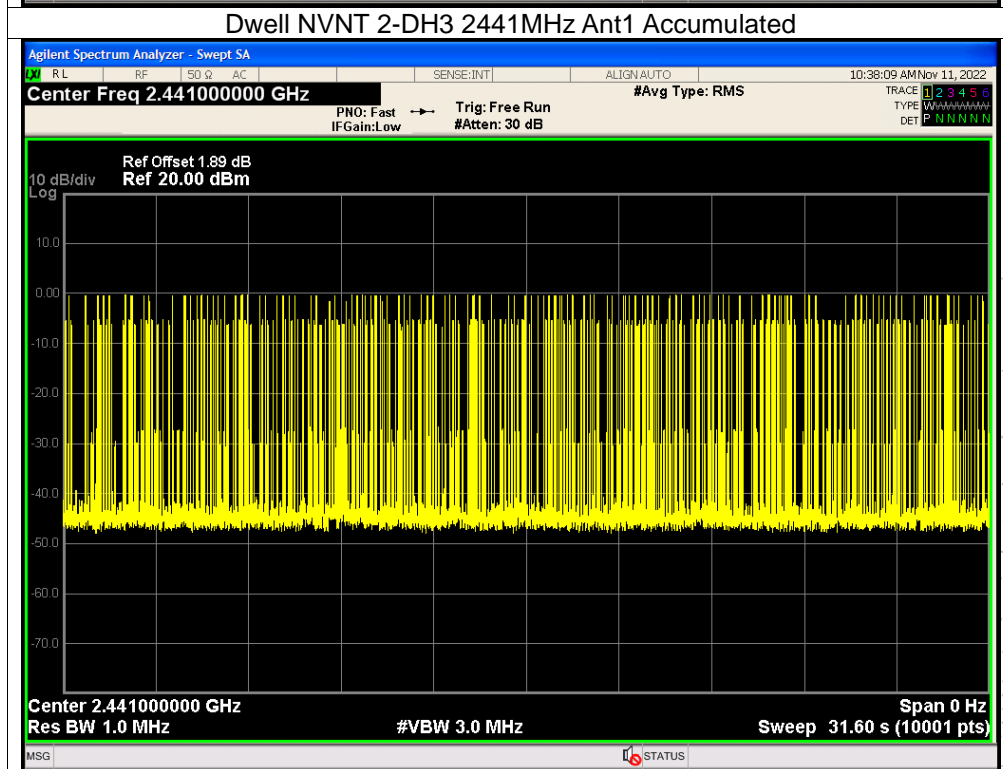 Dwell NVNT 2-DH3 2441MHz Ant1 Accumulated
Agilent Spectrum Analyzer - Swept SA
LXI RL RF 50 Ω AC SENSE:INT ALIGN AUTO 10:38:09 AM Nov 11, 2022
Center Freq 2.441000000 GHz #Avg Type: RMS TRACE 1 2 3 4 5 6
PNO: Fast Trig: Free Run TYPE WWWWWW
IFGain:Low #Atten: 30 dB DET P N N N N N
Ref Offset 1.89 dB
10 dB/div Ref 20.00 dBm
Log
10.0
0.00
-10.0
-20.0
-30.0
-40.0
-50.0
-60.0
-70.0
Center 2.441000000 GHz Span 0 Hz
Res BW 1.0 MHz #VBW 3.0 MHz Sweep 31.60 s (10001 pts)
MSG STATUS